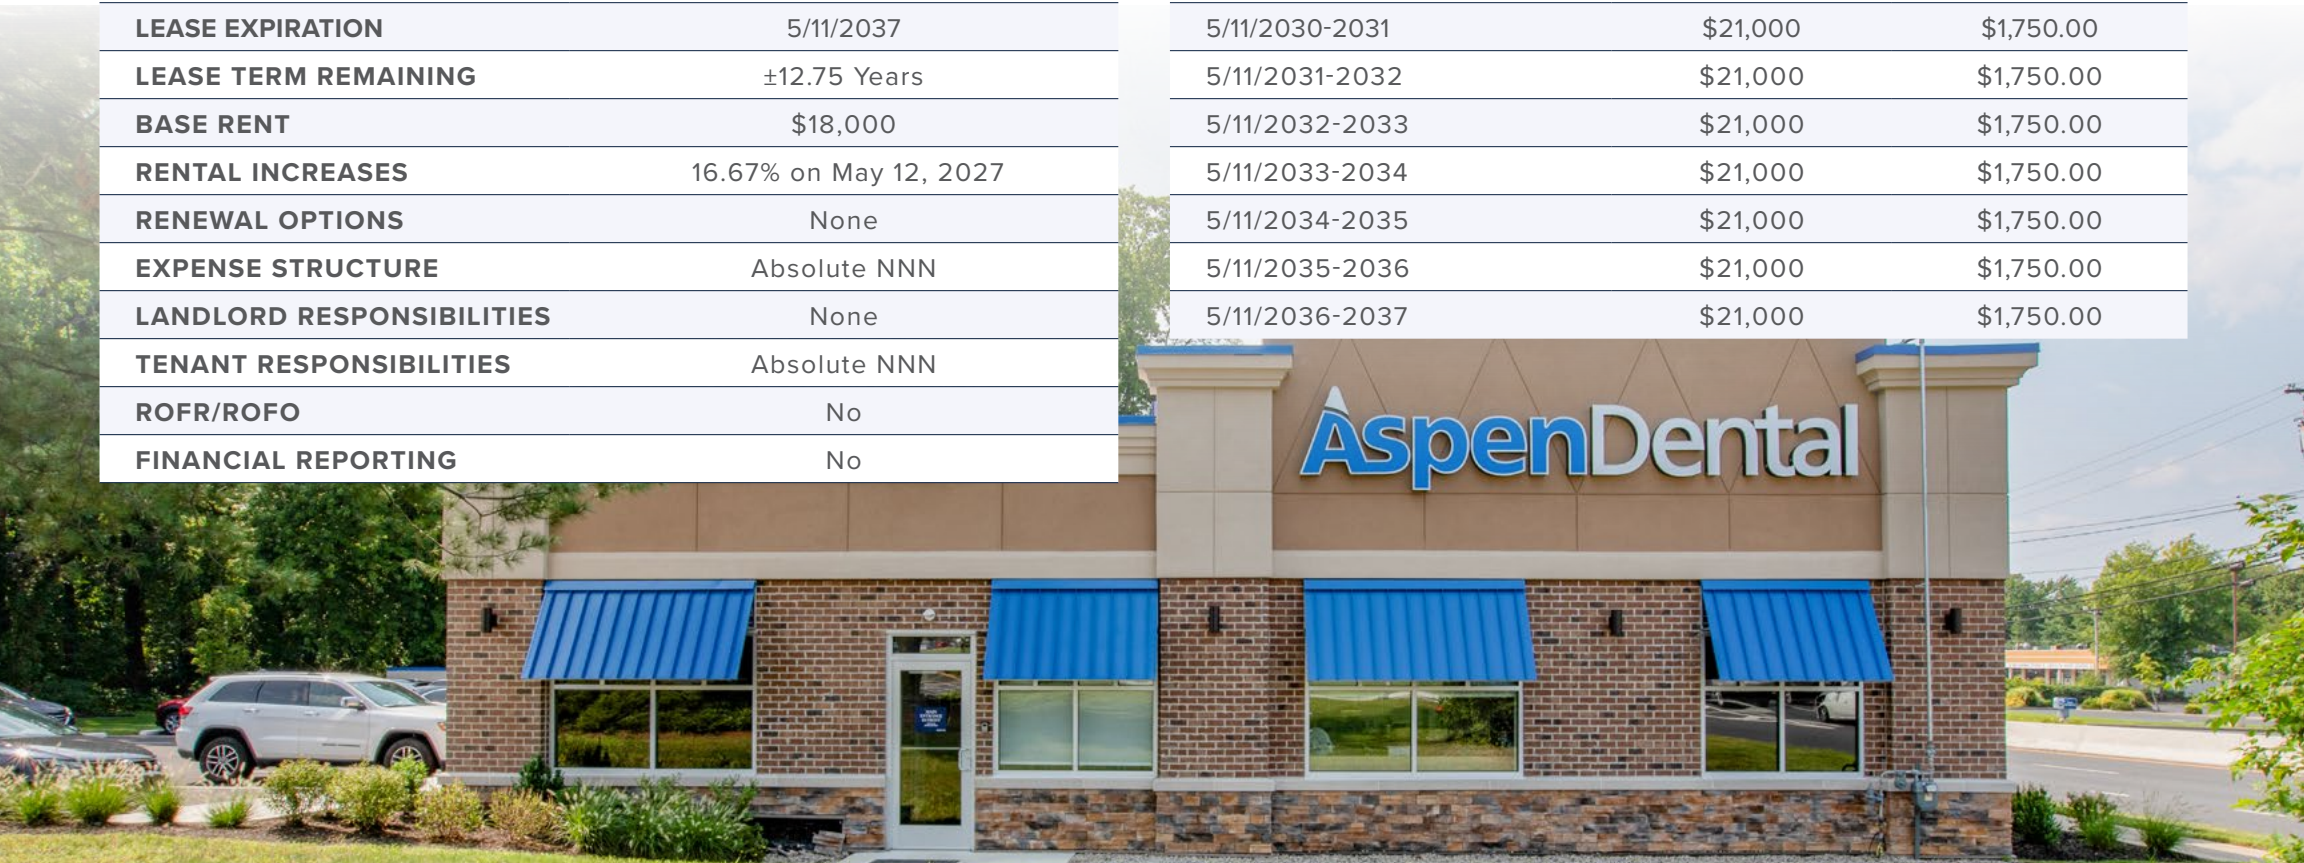 LEASE EXPIRATION 5/11/2037
LEASE TERM REMAINING ±12.75 Years
BASE RENT $18,000
RENTAL INCREASES 16.67% on May 12, 2027
RENEWAL OPTIONS None
EXPENSE STRUCTURE Absolute NNN
LANDLORD RESPONSIBILITIES None
TENANT RESPONSIBILITIES Absolute NNN
ROFR/ROFO No
FINANCIAL REPORTING No
5/11/2030-2031 $21,000 $1,750.00
5/11/2031-2032 $21,000 $1,750.00
5/11/2032-2033 $21,000 $1,750.00
5/11/2033-2034 $21,000 $1,750.00
5/11/2034-2035 $21,000 $1,750.00
5/11/2035-2036 $21,000 $1,750.00
5/11/2036-2037 $21,000 $1,750.00
AspenDental